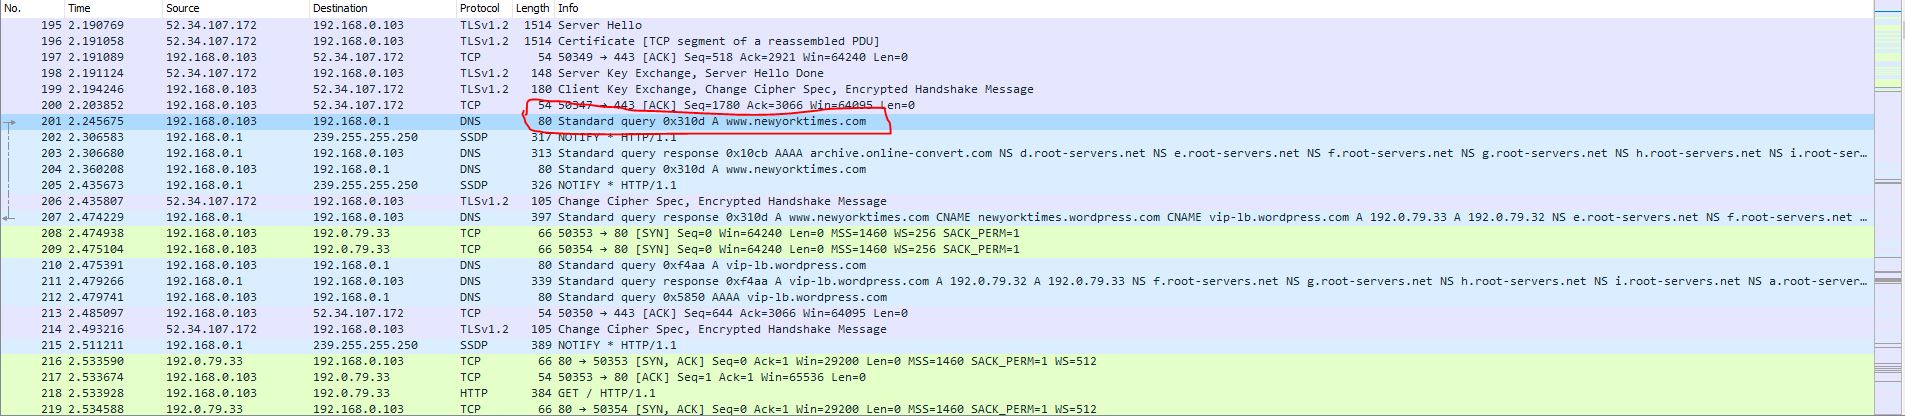 No. Time Source Destination Protocol Length Info
195 2.190769 52.34.107.172 192.168.0.103 TLSv1.2 1514 Server Hello
196 2.191058 52.34.107.172 192.168.0.103 TLSv1.2 1514 Certificate [TCP segment of a reassembled PDU]
197 2.191089 192.168.0.103 52.34.107.172 TCP 54 50349 → 443 [ACK] Seq=518 Ack=2921 Win=64240 Len=0
198 2.191124 52.34.107.172 192.168.0.103 TLSv1.2 148 Server Key Exchange, Server Hello Done
199 2.194246 192.168.0.103 52.34.107.172 TLSv1.2 180 Client Key Exchange, Change Cipher Spec, Encrypted Handshake Message
200 2.203852 192.168.0.103 52.34.107.172 TCP 54 50347 → 443 [ACK] Seq=1780 Ack=3066 Win=64095 Len=0
201 2.245675 192.168.0.103 192.168.0.1 DNS 80 Standard query 0x310d A www.newyorktimes.com
202 2.306583 192.168.0.1 239.255.255.250 SSDP 317 NOTIFY * HTTP/1.1
203 2.306680 192.168.0.1 192.168.0.103 DNS 313 Standard query response 0x10cb AAAA archive.online-convert.com NS d.root-servers.net NS e.root-servers.net NS f.root-servers.net NS g.root-servers.net NS h.root-servers.net NS i.root-ser…
204 2.360208 192.168.0.103 192.168.0.1 DNS 80 Standard query 0x310d A www.newyorktimes.com
205 2.435673 192.168.0.1 239.255.255.250 SSDP 326 NOTIFY * HTTP/1.1
206 2.435807 52.34.107.172 192.168.0.103 TLSv1.2 105 Change Cipher Spec, Encrypted Handshake Message
207 2.474229 192.168.0.1 192.168.0.103 DNS 397 Standard query response 0x310d A www.newyorktimes.com CNAME newyorktimes.wordpress.com CNAME vip-lb.wordpress.com A 192.0.79.33 A 192.0.79.32 NS e.root-servers.net NS f.root-servers.net …
208 2.474938 192.168.0.103 192.0.79.33 TCP 66 50353 → 80 [SYN] Seq=0 Win=64240 Len=0 MSS=1460 WS=256 SACK_PERM=1
209 2.475104 192.168.0.103 192.0.79.33 TCP 66 50354 → 80 [SYN] Seq=0 Win=64240 Len=0 MSS=1460 WS=256 SACK_PERM=1
210 2.475391 192.168.0.103 192.168.0.1 DNS 80 Standard query 0xf4aa A vip-lb.wordpress.com
211 2.479266 192.168.0.1 192.168.0.103 DNS 339 Standard query response 0xf4aa A vip-lb.wordpress.com A 192.0.79.32 A 192.0.79.33 NS f.root-servers.net NS g.root-servers.net NS h.root-servers.net NS i.root-servers.net NS a.root-server…
212 2.479741 192.168.0.103 192.168.0.1 DNS 80 Standard query 0x5850 AAAA vip-lb.wordpress.com
213 2.485097 192.168.0.103 52.34.107.172 TCP 54 50350 → 443 [ACK] Seq=644 Ack=3066 Win=64095 Len=0
214 2.493216 52.34.107.172 192.168.0.103 TLSv1.2 105 Change Cipher Spec, Encrypted Handshake Message
215 2.511211 192.168.0.1 239.255.255.250 SSDP 389 NOTIFY * HTTP/1.1
216 2.533590 192.0.79.33 192.168.0.103 TCP 66 80 → 50353 [SYN, ACK] Seq=0 Ack=1 Win=29200 Len=0 MSS=1460 SACK_PERM=1 WS=512
217 2.533674 192.168.0.103 192.0.79.33 TCP 54 50353 → 80 [ACK] Seq=1 Ack=1 Win=65536 Len=0
218 2.533928 192.168.0.103 192.0.79.33 HTTP 384 GET / HTTP/1.1
219 2.534588 192.0.79.33 192.168.0.103 TCP 66 80 → 50354 [SYN, ACK] Seq=0 Ack=1 Win=29200 Len=0 MSS=1460 SACK_PERM=1 WS=512